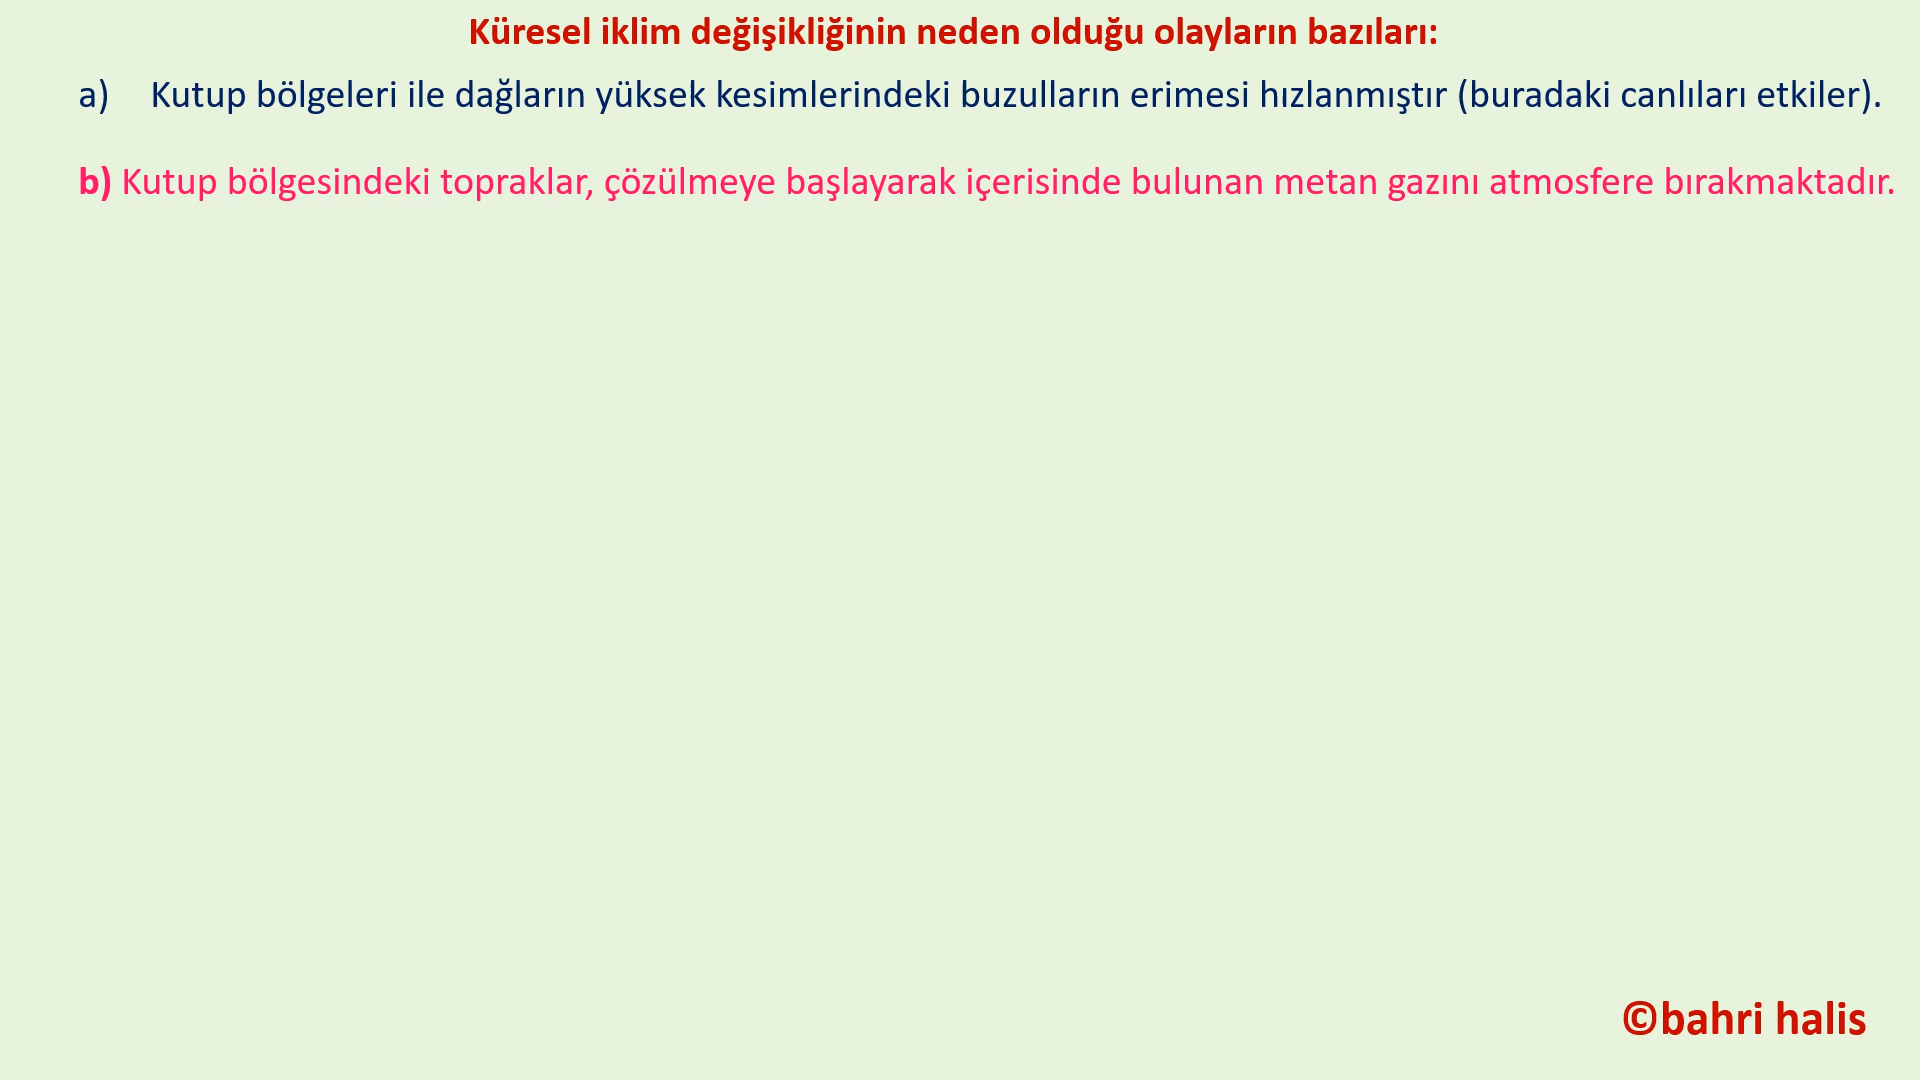 Küresel iklim değişikliğinin neden olduğu olayların bazıları:
a) Kutup bölgeleri ile dağların yüksek kesimlerindeki buzulların erimesi hızlanmıştır (buradaki canlıları etkiler).
b) Kutup bölgesindeki topraklar, çözülmeye başlayarak içerisinde bulunan metan gazını atmosfere bırakmaktadır.
©bahri halis